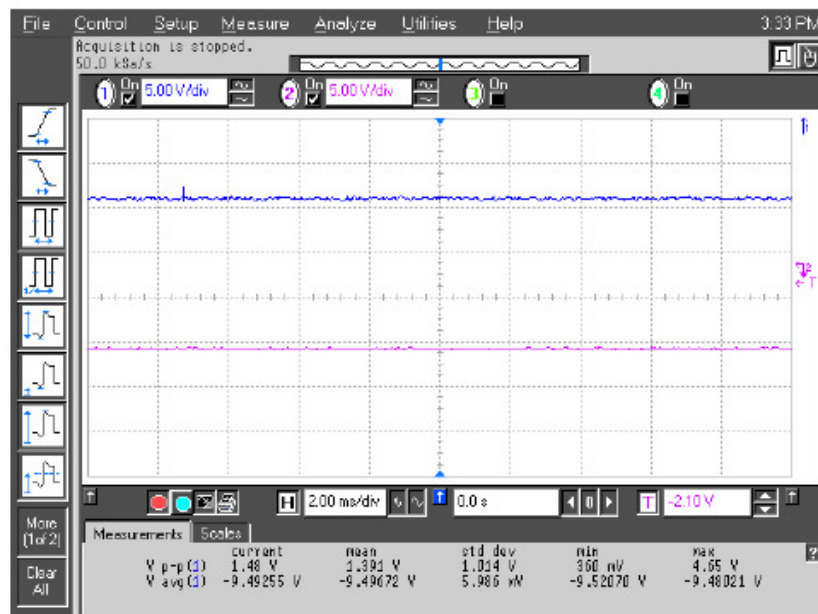 File Control Setup Measure Analyze Utilities Help 3:33 PM
Acquisition is stopped.
50.0 kSa/s
1 On 5.00 V/div 2 On 5.00 V/div 3 On 4 On
T
H 2.00 ms/div 0.0 s 0 T -2.10 V
More
(1of 2)
Clear
All
Measurements Scales ?
current mean std dev min max
V p-p(1) 1.48 V 1.391 V 1.014 V 360 mV 4.65 V
V avg(1) -9.49255 V -9.49672 V 5.986 mV -9.52070 V -9.48021 V